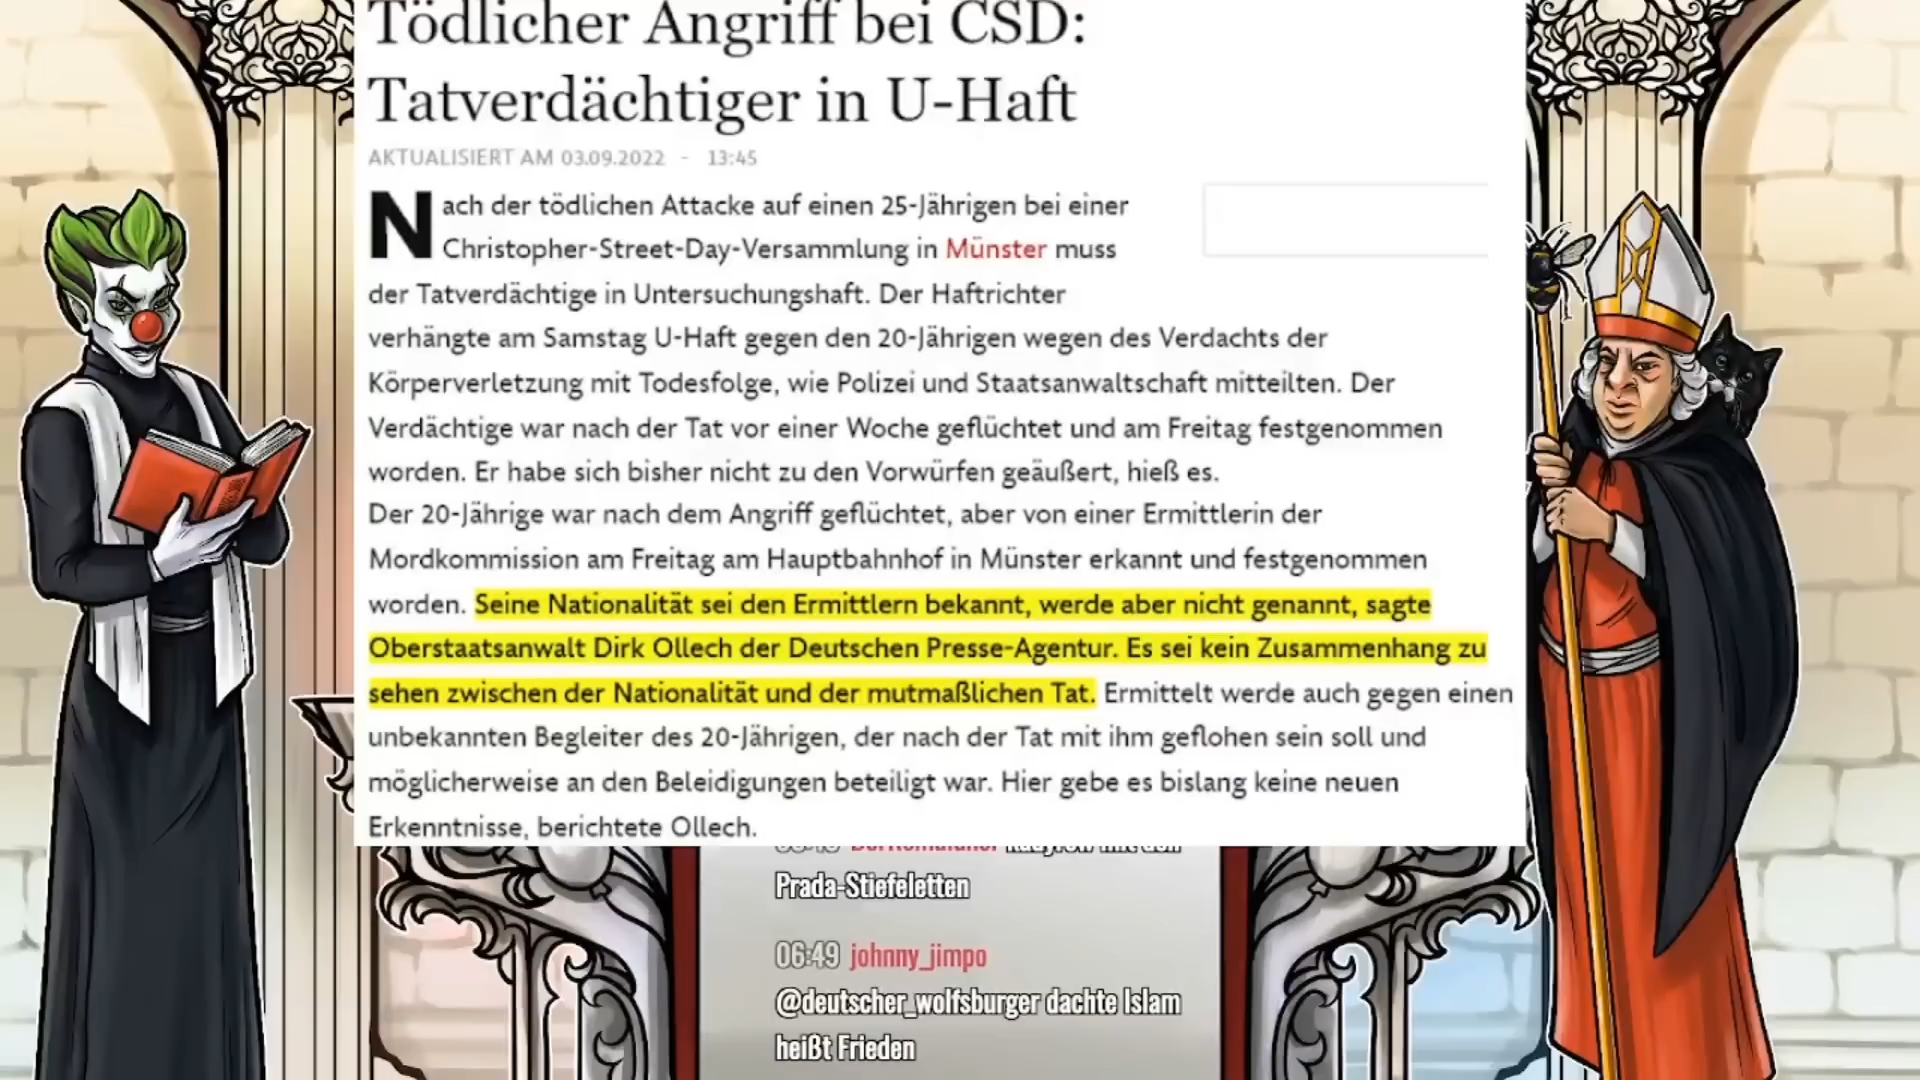 Tödlicher Angriff bei CSD:
Tatverdächtiger in U-Haft
AKTUALISIERT AM 03.09.2022 - 13:45
Nach der tödlichen Attacke auf einen 25-Jährigen bei einer
Christopher-Street-Day-Versammlung in Münster muss
der Tatverdächtige in Untersuchungshaft. Der Haftrichter
verhängte am Samstag U-Haft gegen den 20-Jährigen wegen des Verdachts der
Körperverletzung mit Todesfolge, wie Polizei und Staatsanwaltschaft mitteilten. Der
Verdächtige war nach der Tat vor einer Woche geflüchtet und am Freitag festgenommen
worden. Er habe sich bisher nicht zu den Vorwürfen geäußert, hieß es.
Der 20-Jährige war nach dem Angriff geflüchtet, aber von einer Ermittlerin der
Mordkommission am Freitag am Hauptbahnhof in Münster erkannt und festgenommen
worden. Seine Nationalität sei den Ermittlern bekannt, werde aber nicht genannt, sagte
Oberstaatsanwalt Dirk Ollech der Deutschen Presse-Agentur. Es sei kein Zusammenhang zu
sehen zwischen der Nationalität und der mutmaßlichen Tat. Ermittelt werde auch gegen einen
unbekannten Begleiter des 20-Jährigen, der nach der Tat mit ihm geflohen sein soll und
möglicherweise an den Beleidigungen beteiligt war. Hier gebe es bislang keine neuen
Erkenntnisse, berichtete Ollech.
Prada-Stiefeletten
06:49 johnny_jimpo
@deutscher_wolfsburger dachte Islam
heißt Frieden